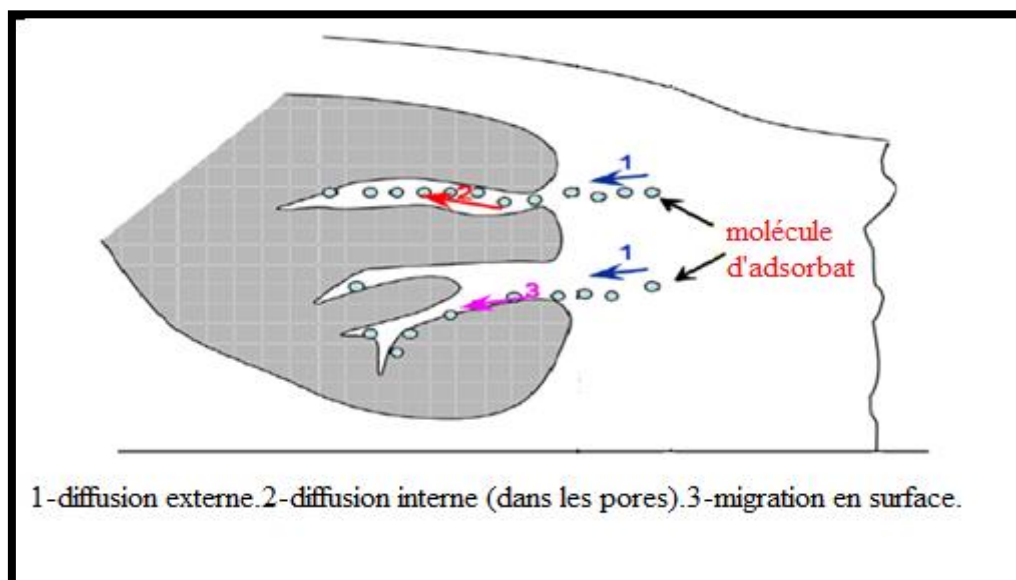 1
2
molécule
d'adsorbat
1
3
1-diffusion externe.2-diffusion interne (dans les pores).3-migration en surface.